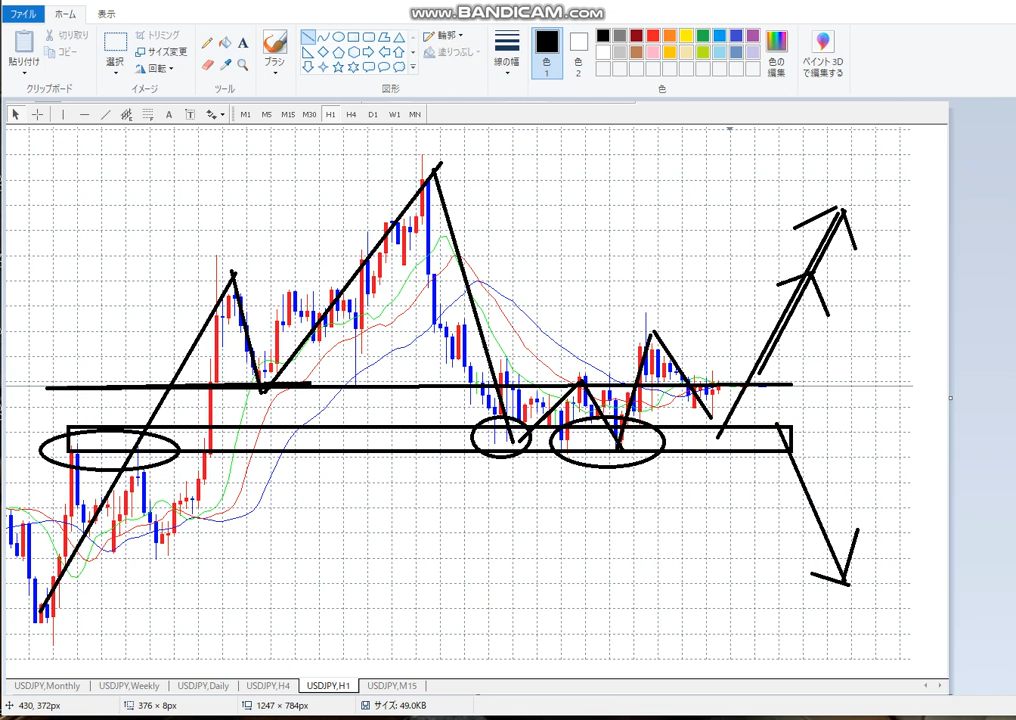 www.BANDICAM.com
ファイル ホーム 表示
貼り付け
切り取り
コピー
クリップボード
選択
トリミング
サイズ変更
回転
イメージ
A
ツール
ブラシ
輪郭
塗りつぶし
図形
線の幅
色
1
色
2
色の
編集
色
ペイント 3D
で編集する
A T M1 M5 M15 M30 H1 H4 D1 W1 MN
USDJPY,Monthly USDJPY,Weekly USDJPY,Daily USDJPY,H4 USDJPY,H1 USDJPY,M15
430, 372px 376 × 8px 1247 × 784px サイズ: 49.0KB